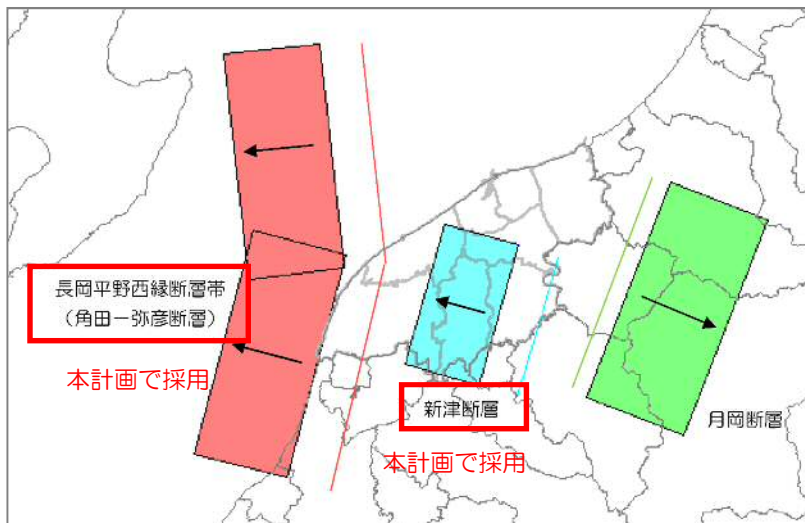 長岡平野西縁断層帯
（角田－弥彦断層）
本計画で採用
新津断層
本計画で採用
月岡断層